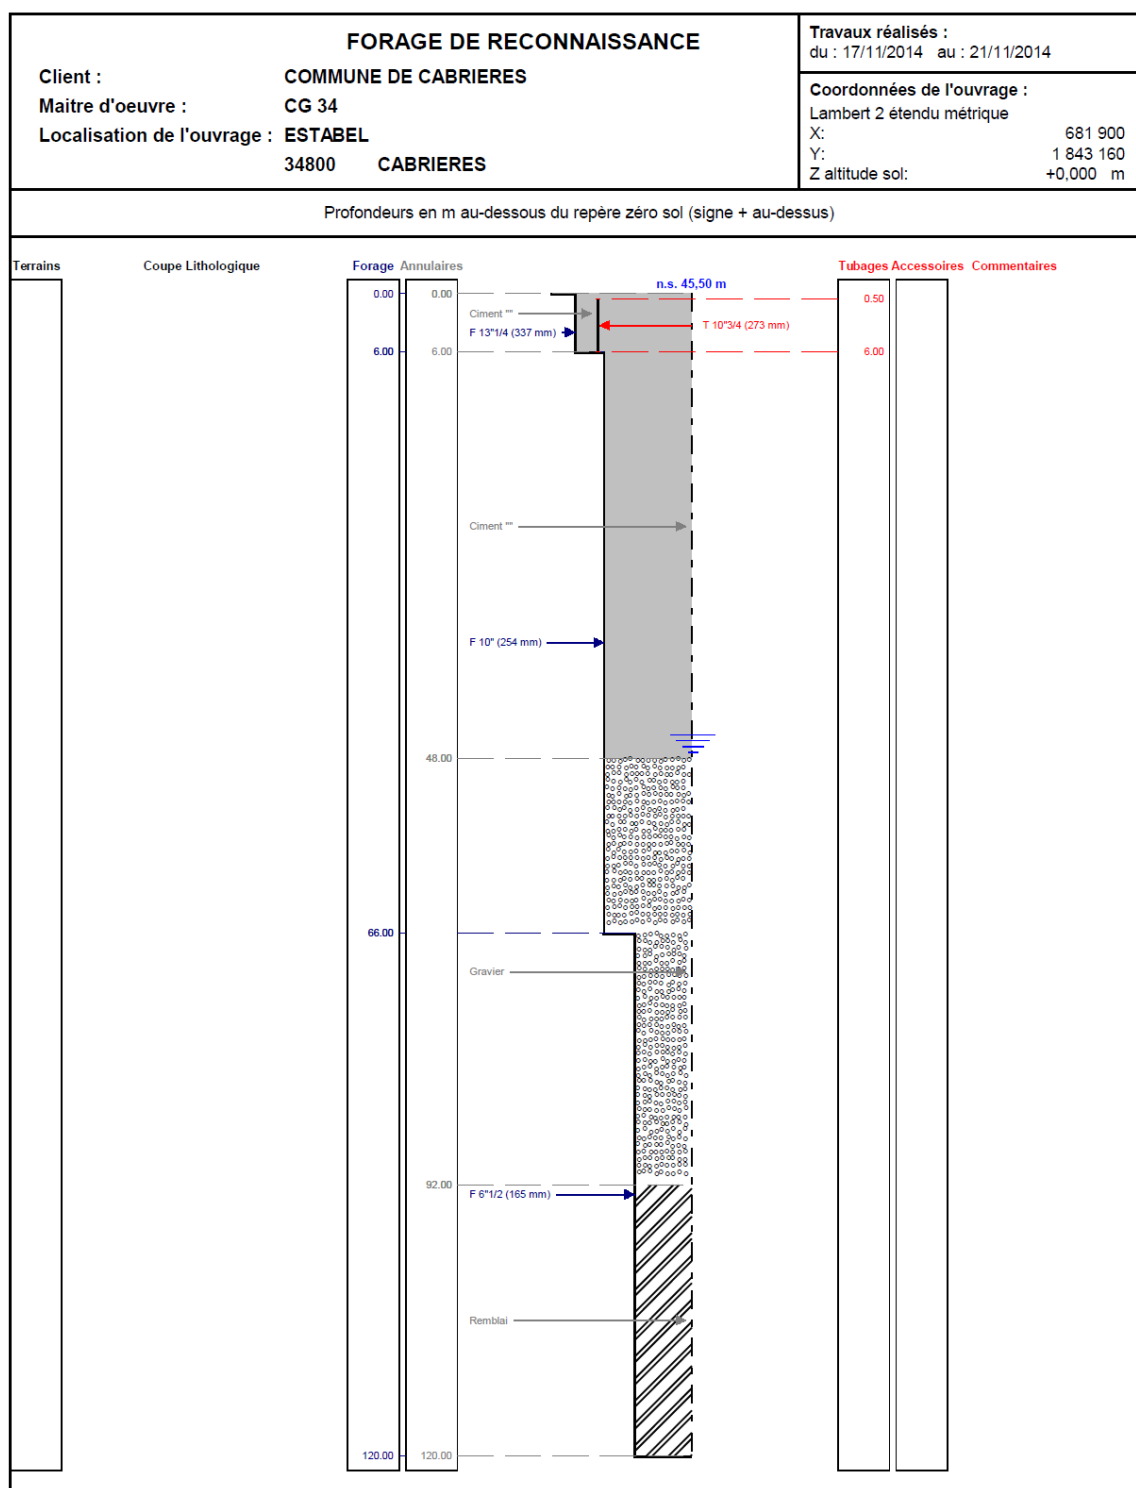 FORAGE DE RECONNAISSANCE
Client : COMMUNE DE CABRIERES
Maitre d'oeuvre : CG 34
Localisation de l'ouvrage : ESTABEL
34800 CABRIERES
Travaux réalisés :
du : 17/11/2014 au : 21/11/2014
Coordonnées de l'ouvrage :
Lambert 2 étendu métrique
X: 681 900
Y: 1 843 160
Z altitude sol: +0,000 m
Profondeurs en m au-dessous du repère zéro sol (signe + au-dessus)
Terrains Coupe Lithologique Forage Annulaires Tubages Accessoires Commentaires
n.s. 45,50 m
0.00 0.00 0.50
Ciment ""
T 10"3/4 (273 mm)
F 13"1/4 (337 mm)
6.00 6.00 6.00
Ciment ""
F 10" (254 mm)
48.00
66.00
Gravier
92.00
F 6"1/2 (165 mm)
Remblai
120.00 120.00